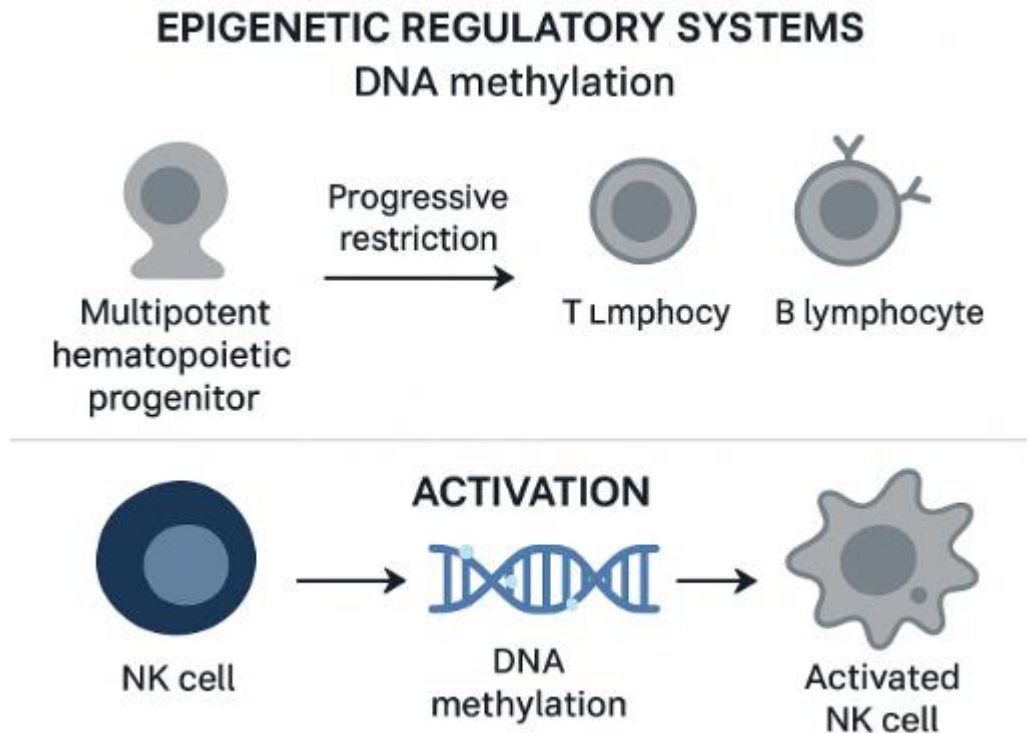 EPIGENETIC REGULATORY SYSTEMS
DNA methylation
Progressive
restriction
Multipotent
hematopoietic
progenitor
T Lmphocy
B lymphocyte
ACTIVATION
NK cell
DNA
methylation
Activated
NK cell